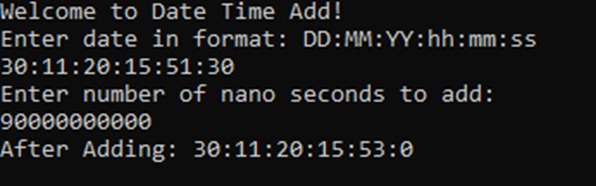 Welcome to Date Time Add!
Enter date in format: DD:MM:YY:hh:mm:ss
30:11:20:15:51:30
Enter number of nano seconds to add:
90000000000
After Adding: 30:11:20:15:53:0